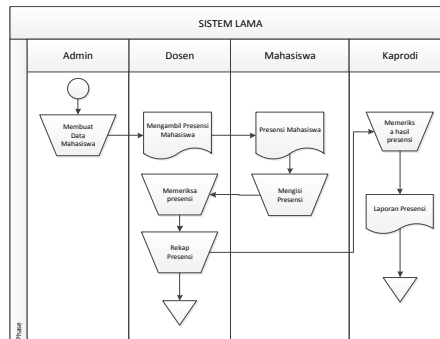 SISTEM LAMA
Admin
Dosen
Mahasiswa
Kaprodi
Membuat
Data
Mahasiswa
Mengambil Presensi
Mahasiswa
Presensi Mahasiswa
Memeriks
a hasil
presensi
Memeriksa
presensi
Mengisi
Presensi
Laporan Presensi
Rekap
Presensi
Phase